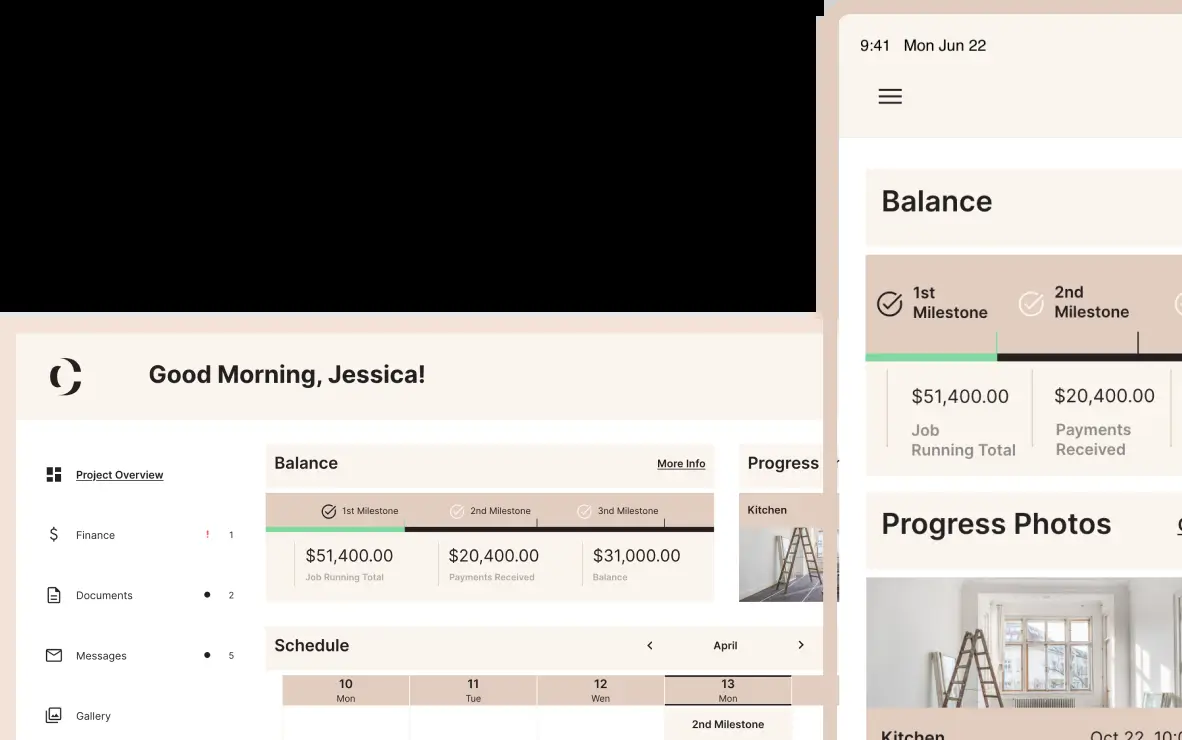 9:41 Mon Jun 22
Balance
1st Milestone
2nd Milestone
$51,400.00
Job Running Total
$20,400.00
Payments Received
Progress Photos
Kitchen
Oct 22
Good Morning, Jessica!
Project Overview
Finance ! 1
Documents 2
Messages 5
Gallery
Balance More Info
1st Milestone 2nd Milestone 3nd Milestone
$51,400.00 $20,400.00 $31,000.00
Job Running Total Payments Received Balance
Progress
Kitchen
Schedule < April >
10 11 12 13
Mon Tue Wen Mon
2nd Milestone